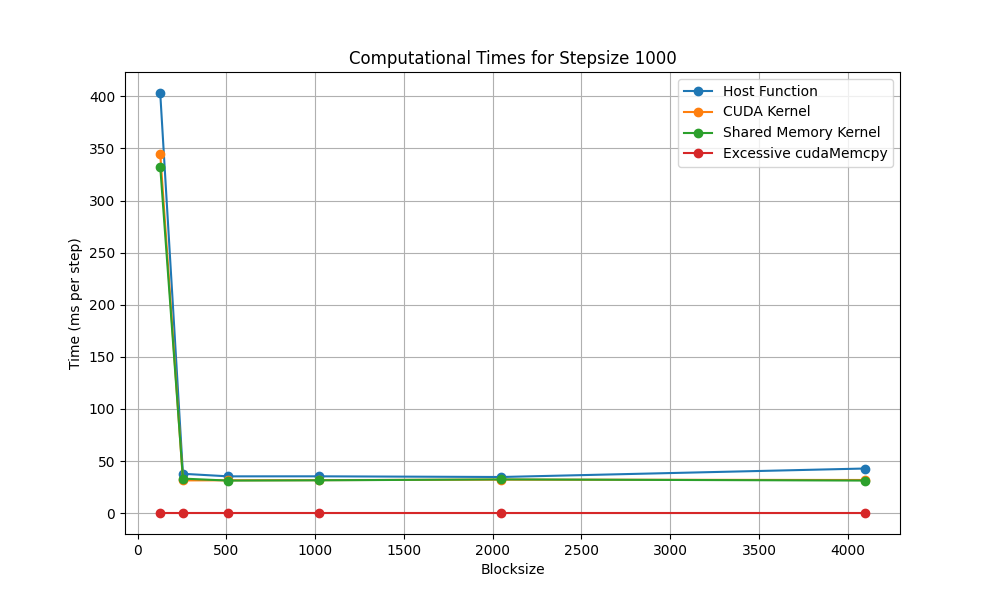 Computational Times for Stepsize 1000
Host Function
CUDA Kernel
Shared Memory Kernel
Excessive cudaMemcpy
Time (ms per step)
400
350
300
250
200
150
100
50
0
0 500 1000 1500 2000 2500 3000 3500 4000
Blocksize